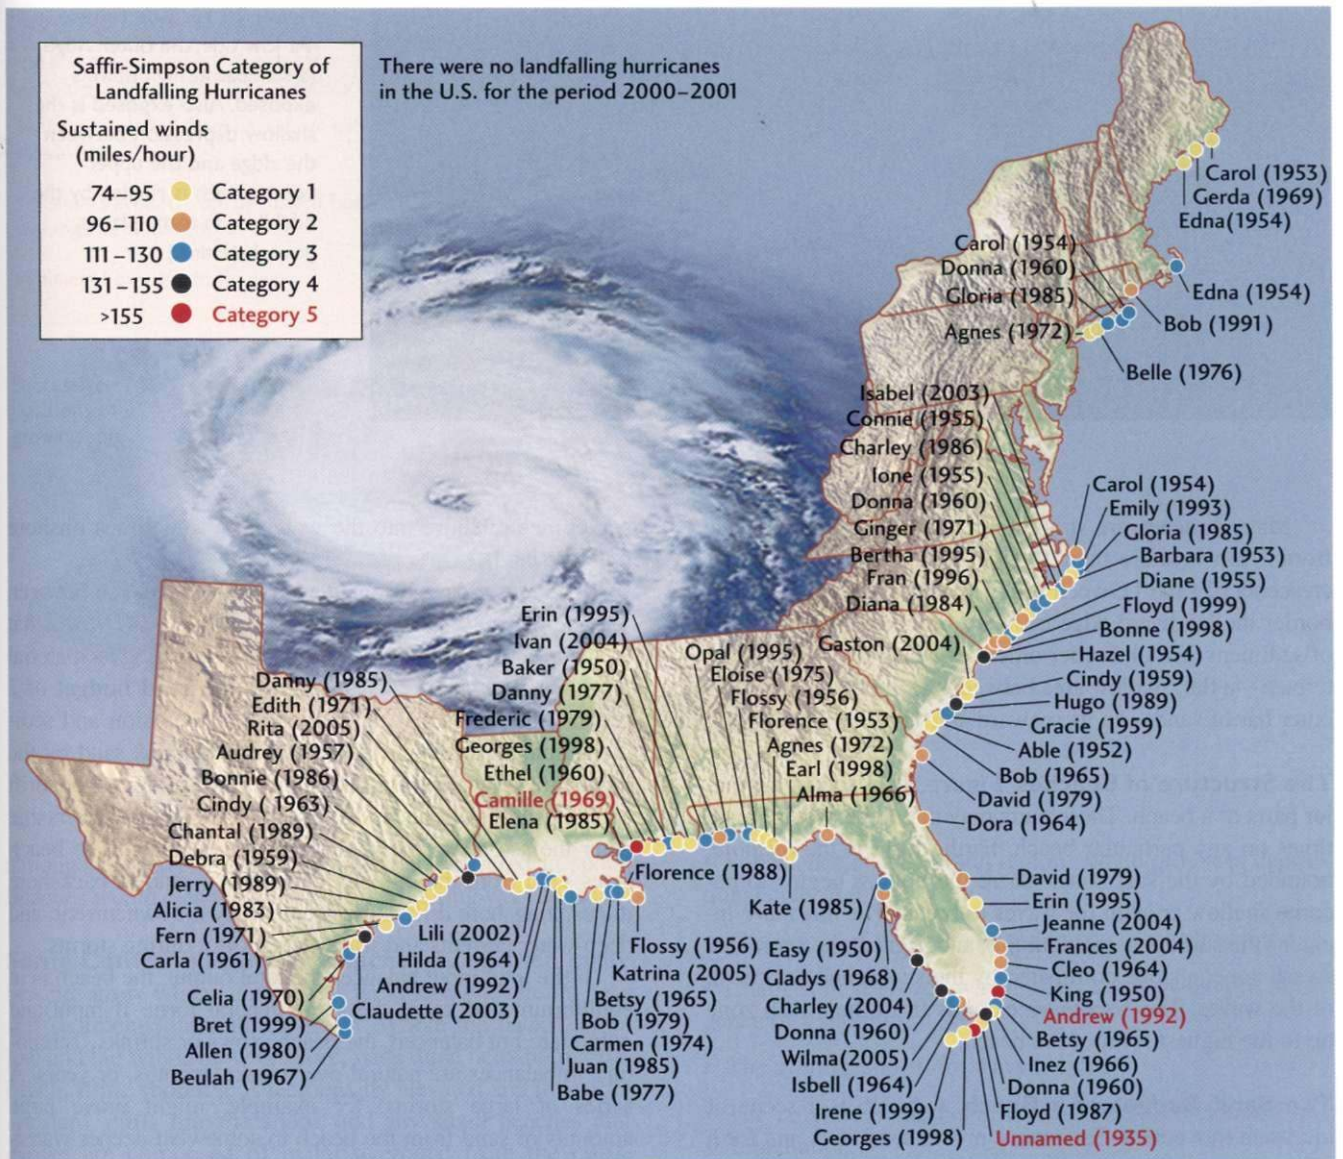 Saffir-Simpson Category of
Landfalling Hurricanes
Sustained winds
(miles/hour)
74–95 Category 1
96–110 Category 2
111–130 Category 3
131–155 Category 4
>155 Category 5
There were no landfalling hurricanes
in the U.S. for the period 2000–2001
Carol (1953)
Gerda (1969)
Edna(1954)
Carol (1954)
Donna (1960)
Gloria (1985)
Agnes (1972)
Edna (1954)
Bob (1991)
Belle (1976)
Isabel (2003)
Connie (1955)
Charley (1986)
Ione (1955)
Donna (1960)
Ginger (1971)
Bertha (1995)
Fran (1996)
Diana (1984)
Gaston (2004)
Carol (1954)
Emily (1993)
Gloria (1985)
Barbara (1953)
Diane (1955)
Floyd (1999)
Bonne (1998)
Hazel (1954)
Cindy (1959)
Hugo (1989)
Gracie (1959)
Able (1952)
Bob (1965)
David (1979)
Dora (1964)
Erin (1995)
Ivan (2004)
Baker (1950)
Danny (1977)
Frederic (1979)
Georges (1998)
Ethel (1960)
Camille (1969)
Elena (1985)
Opal (1995)
Eloise (1975)
Flossy (1956)
Florence (1953)
Agnes (1972)
Earl (1998)
Alma (1966)
Danny (1985)
Edith (1971)
Rita (2005)
Audrey (1957)
Bonnie (1986)
Cindy ( 1963)
Chantal (1989)
Debra (1959)
Jerry (1989)
Alicia (1983)
Fern (1971)
Carla (1961)
Celia (1970)
Bret (1999)
Allen (1980)
Beulah (1967)
Claudette (2003)
Lili (2002)
Hilda (1964)
Andrew (1992)
Florence (1988)
Flossy (1956)
Katrina (2005)
Betsy (1965)
Bob (1979)
Carmen (1974)
Juan (1985)
Babe (1977)
Kate (1985)
Easy (1950)
Gladys (1968)
Charley (2004)
Donna (1960)
Wilma(2005)
Isbell (1964)
Irene (1999)
Georges (1998)
David (1979)
Erin (1995)
Jeanne (2004)
Frances (2004)
Cleo (1964)
King (1950)
Andrew (1992)
Betsy (1965)
Inez (1966)
Donna (1960)
Floyd (1987)
Unnamed (1935)